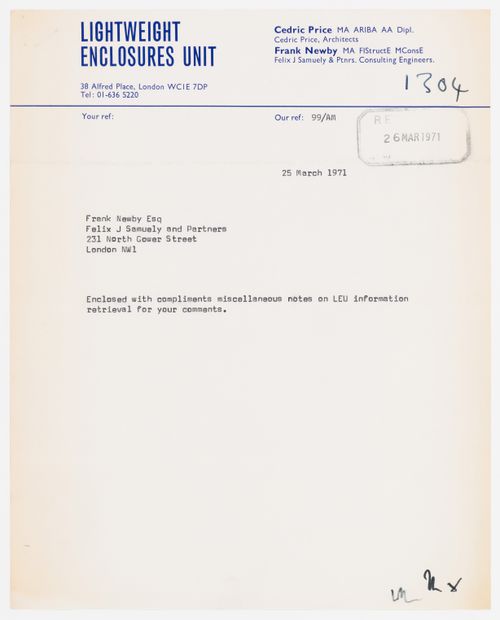 LIGHTWEIGHT
ENCLOSURES UNIT
38 Alfred Place, London WC1E 7DP
Tel: 01-636 5220
Cedric Price MA ARIBA AA Dipl.
Cedric Price, Architects
Frank Newby MA FIStructE MConsE
Felix J Samuely & Ptnrs. Consulting Engineers.
1304
Your ref:
Our ref: 99/AM
RE
26 MAR 1971
25 March 1971
Frank Newby Esq
Felix J Samuely and Partners
231 North Gower Street
London NW1
Enclosed with compliments miscellaneous notes on LEU information
retrieval for your comments.